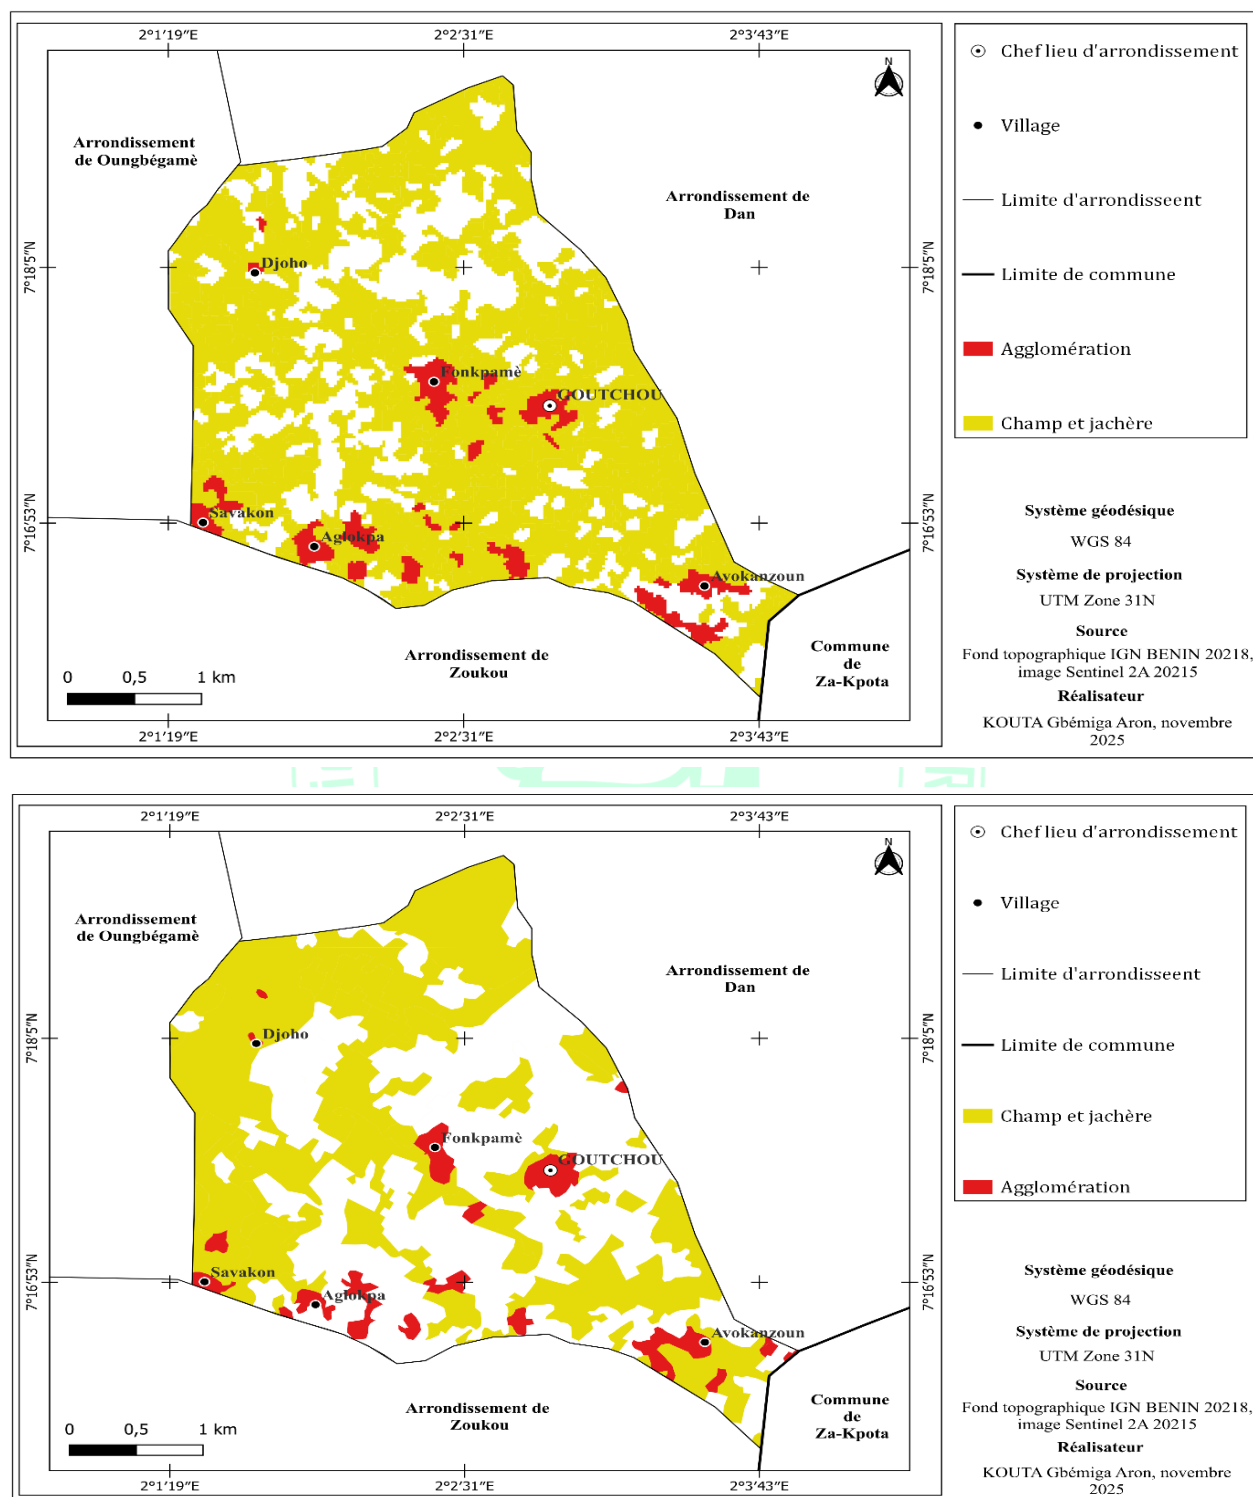 2°1'19"E
2°2'31"E
2°3'43"E
N
Arrondissement
de Oungbégamè
Arrondissement de
Dan
7°18'5"N
7°18'5"N
Djoho
Fonkpamè
GOUTCHOU
7°16'53"N
7°16'53"N
Savakon
Aglokpa
Avokanzoun
Arrondissement de
Zoukou
Commune
de
Za-Kpota
0 0,5 1 km
2°1'19"E
2°2'31"E
2°3'43"E
Chef lieu d'arrondissement
Village
Limite d'arrondisseent
Limite de commune
Agglomération
Champ et jachère
Système géodésique
WGS 84
Système de projection
UTM Zone 31N
Source
Fond topographique IGN BENIN 20218,
image Sentinel 2A 20215
Réalisateur
KOUTA Gbémiga Aron, novembre
2025
2°1'19"E
2°2'31"E
2°3'43"E
N
Arrondissement
de Oungbégamè
Arrondissement de
Dan
7°18'5"N
7°18'5"N
Djoho
Fonkpamè
GOUTCHOU
7°16'53"N
7°16'53"N
Savakon
Aglokpa
Avokanzoun
Arrondissement de
Zoukou
Commune
de
Za-Kpota
0 0,5 1 km
2°1'19"E
2°2'31"E
2°3'43"E
Chef lieu d'arrondissement
Village
Limite d'arrondisseent
Limite de commune
Champ et jachère
Agglomération
Système géodésique
WGS 84
Système de projection
UTM Zone 31N
Source
Fond topographique IGN BENIN 20218,
image Sentinel 2A 20215
Réalisateur
KOUTA Gbémiga Aron, novembre
2025